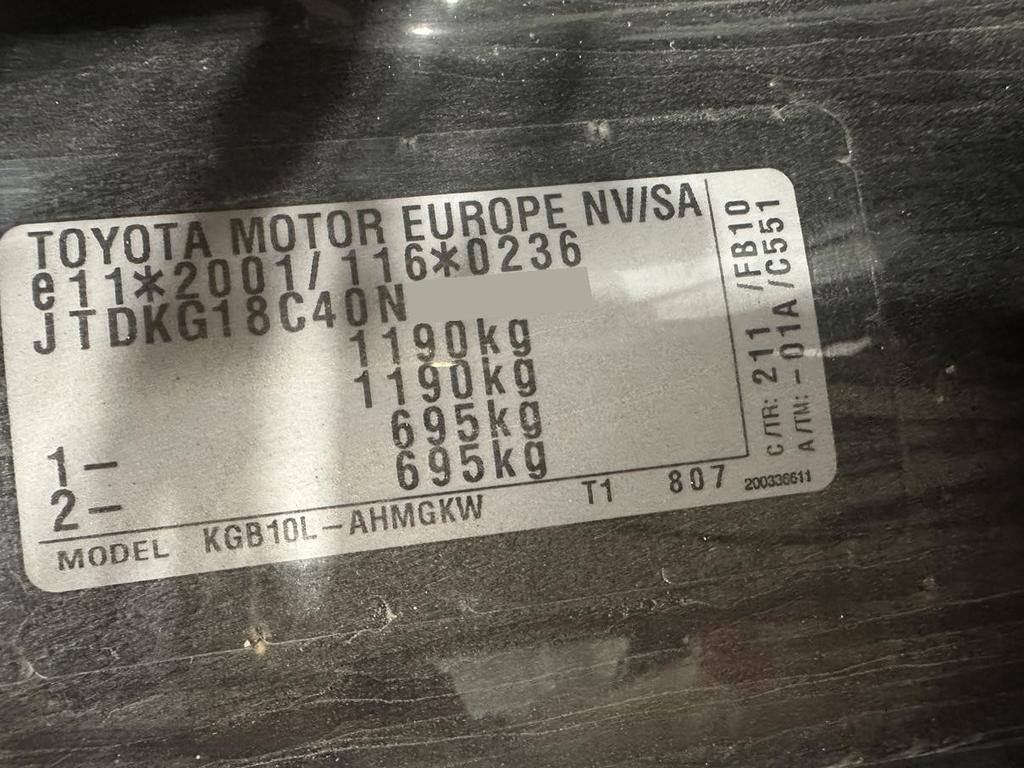 TOYOTA MOTOR EUROPE NV/SA
e11*2001/116*0236
JTDKG18C40N
1190kg
1190kg
1- 695kg
2- 695kg
MODEL KGB10L-AHMGKW T1 807 200336611
C/TR: 211 /FB10
A/TM: -01A /C551